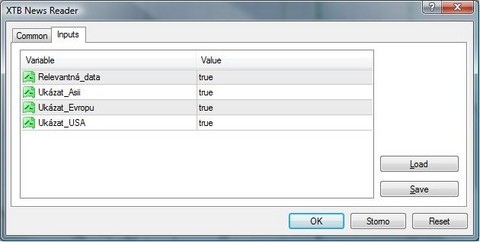 XTB News Reader
Common Inputs
Variable Value
Relevantná_data true
Ukázat_Asii true
Ukázat_Evropu true
Ukázat_USA true
Load
Save
OK Storno Reset